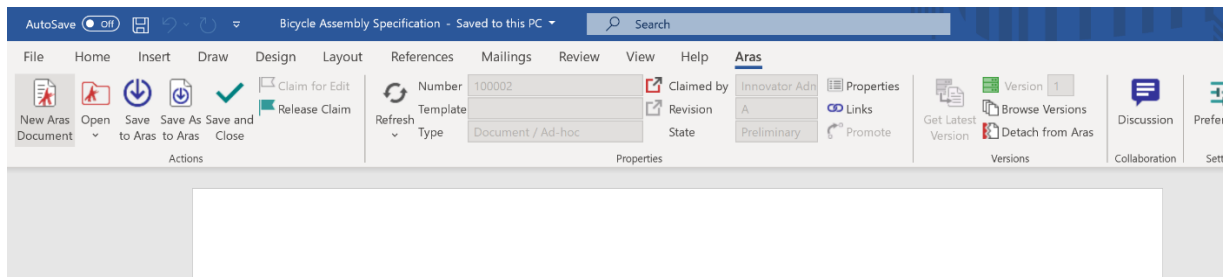 AutoSave Off Bicycle Assembly Specification - Saved to this PC Search
File Home Insert Draw Design Layout References Mailings Review View Help Aras
New Aras Document
Open
Save to Aras
Save As to Aras
Save and Close
Claim for Edit
Release Claim
Actions
Refresh
Number 100002
Template
Type Document / Ad-hoc
Claimed by Innovator Adn
Revision A
State Preliminary
Properties
Links
Promote
Properties
Get Latest Version
Version 1
Browse Versions
Detach from Aras
Versions
Discussion
Collaboration